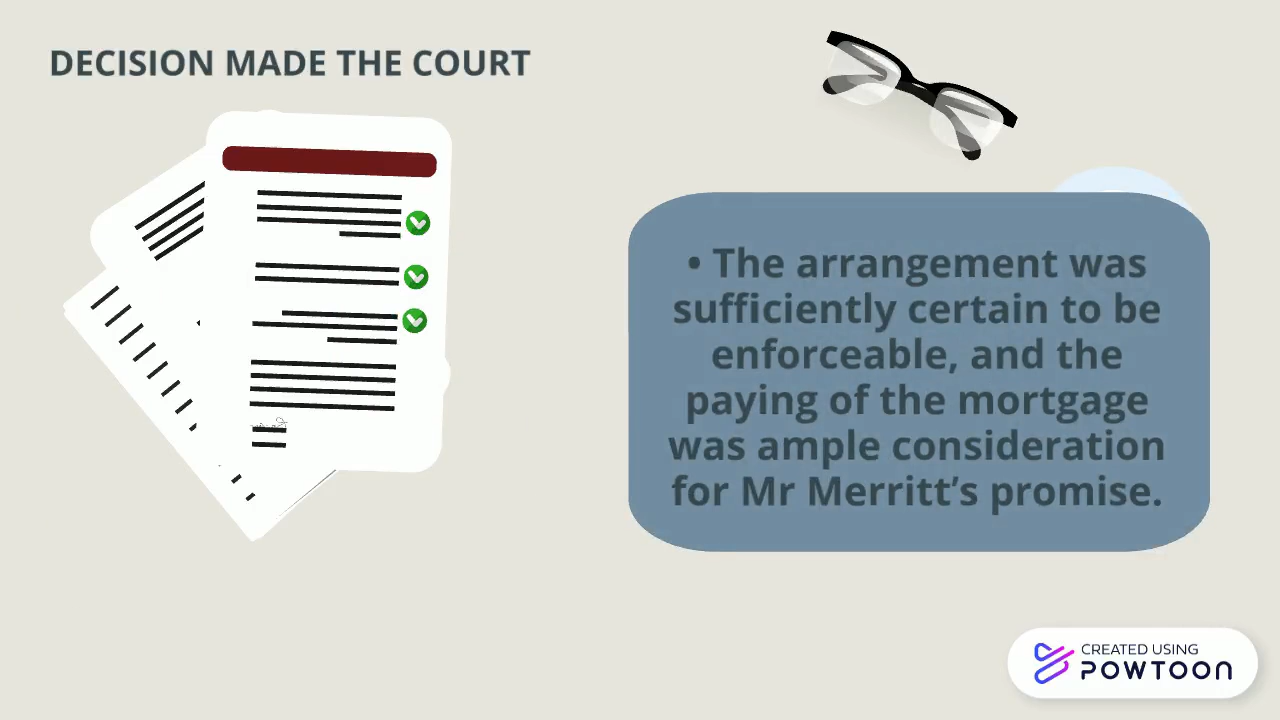 DECISION MADE THE COURT
• The arrangement was
sufficiently certain to be
enforceable, and the
paying of the mortgage
was ample consideration
for Mr Merritt’s promise.
CREATED USING
POWTOON